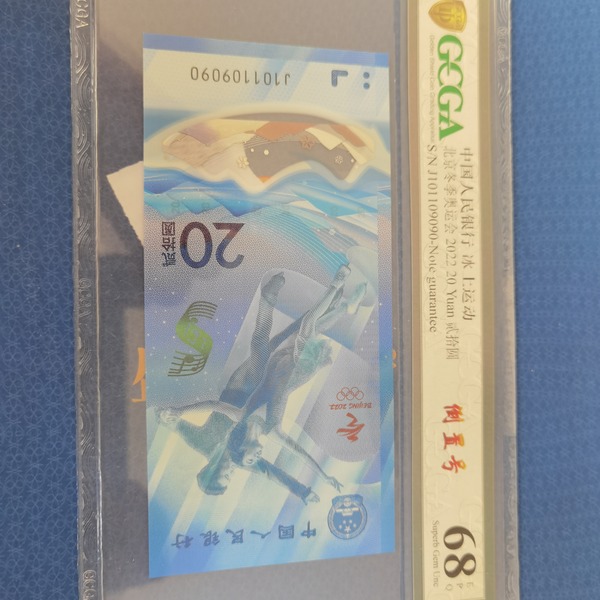 GCGA
中国人民银行 冰上运动
北京冬季奥运会 2022 20 Yuan 贰拾圆
S/N J101109090-Note guarantee
倒置号
68
EPQ
Superb Gem Unc
中国人民银行
BEIJING 2022
20
贰拾圆
J101109090